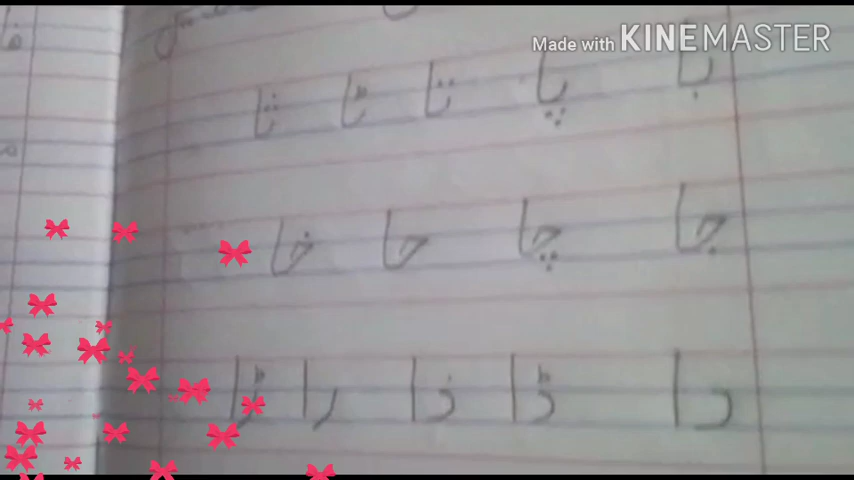 Made with KINEMASTER
با پا تا ٹا ثا
جا چا حا خا
دا ڈا ذا را ڑا